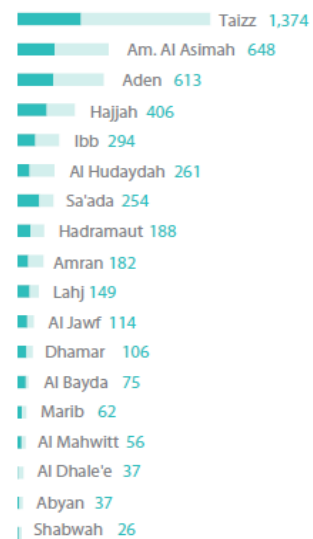 Taizz 1,374
Am. Al Asimah 648
Aden 613
Hajjah 406
Ibb 294
Al Hudaydah 261
Sa'ada 254
Hadramaut 188
Amran 182
Lahj 149
Al Jawf 114
Dhamar 106
Al Bayda 75
Marib 62
Al Mahwitt 56
Al Dhale'e 37
Abyan 37
Shabwah 26